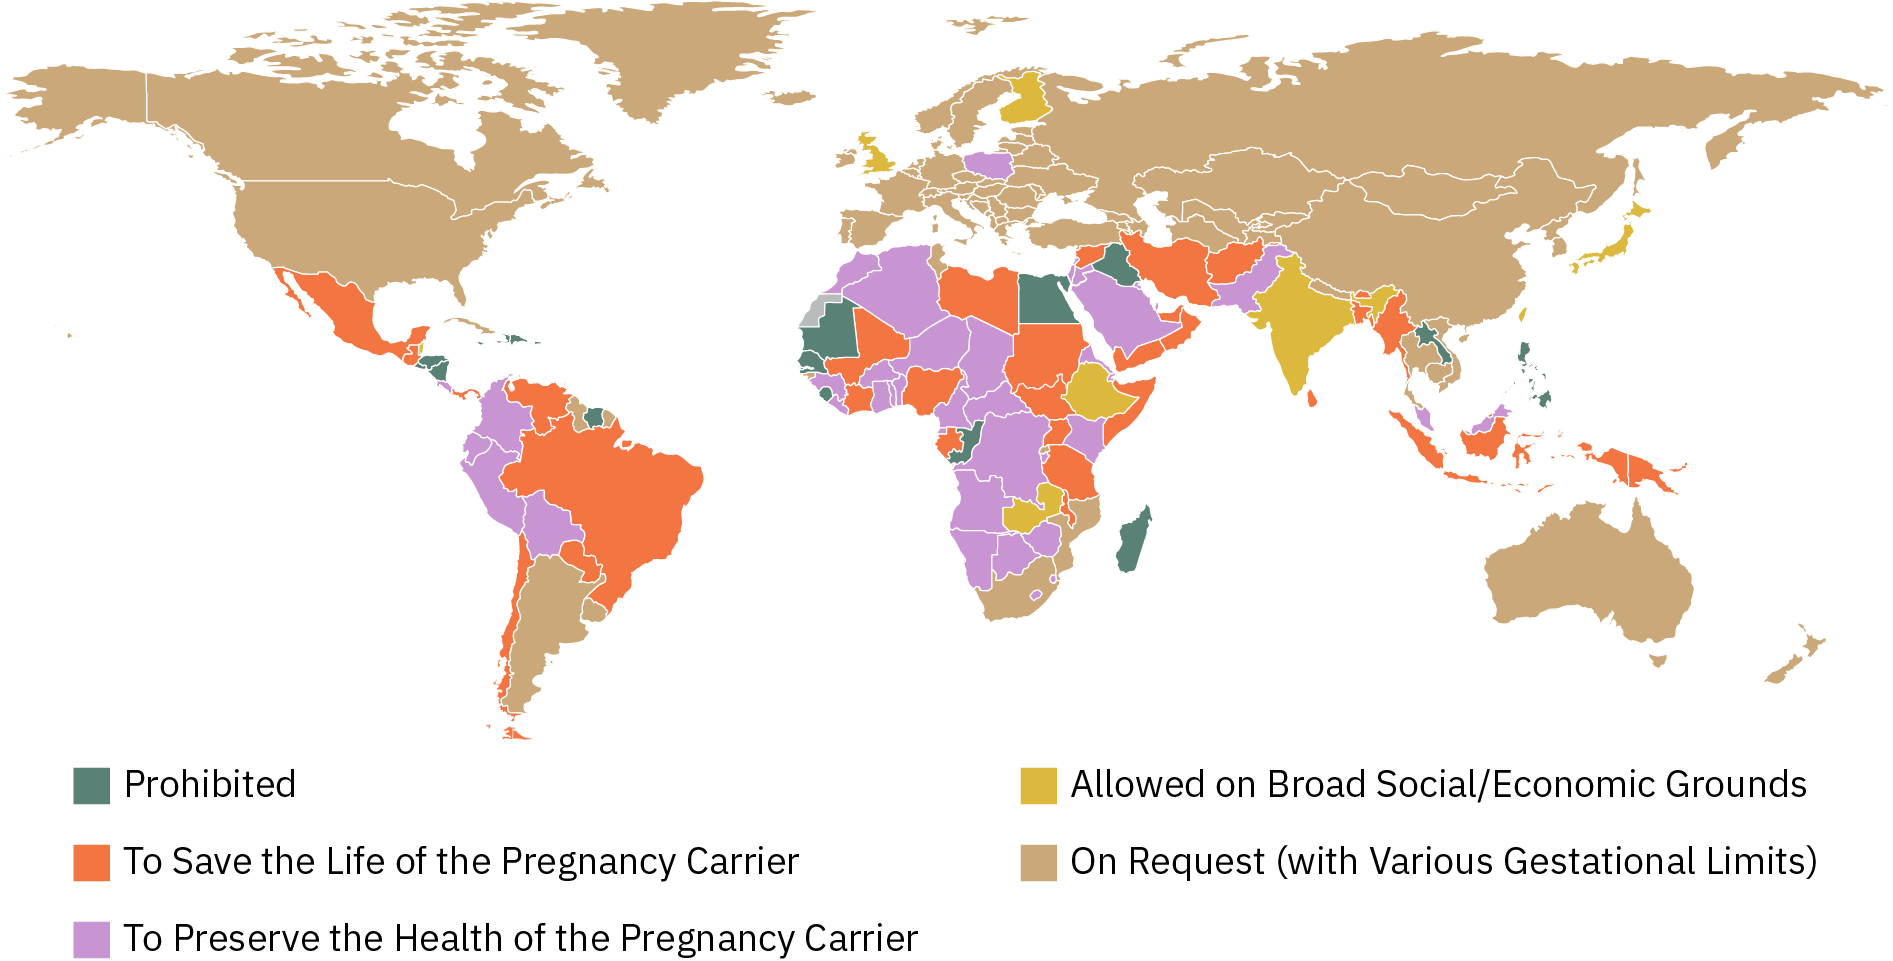 Prohibited
To Save the Life of the Pregnancy Carrier
To Preserve the Health of the Pregnancy Carrier
Allowed on Broad Social/Economic Grounds
On Request (with Various Gestational Limits)